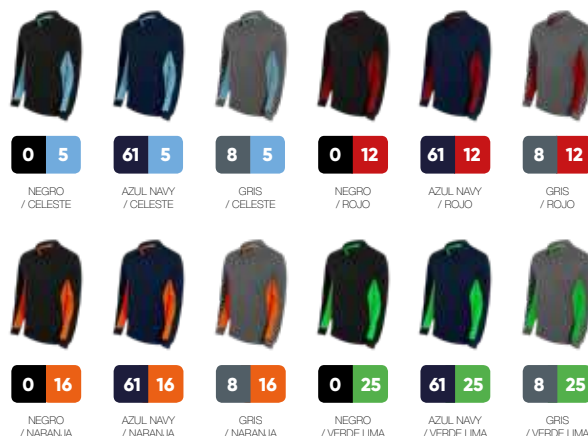 0 5 61 5 8 5 0 12 61 12 8 12
NEGRO AZUL NAVY GRIS NEGRO AZUL NAVY GRIS
/ CELESTE / CELESTE / CELESTE / ROJO / ROJO / ROJO
0 16 61 16 8 16 0 25 61 25 8 25
NEGRO AZUL NAVY GRIS NEGRO AZUL NAVY GRIS
/ NARANJA / NARANJA / NARANJA / VERDE LIMA / VERDE LIMA / VERDE LIMA